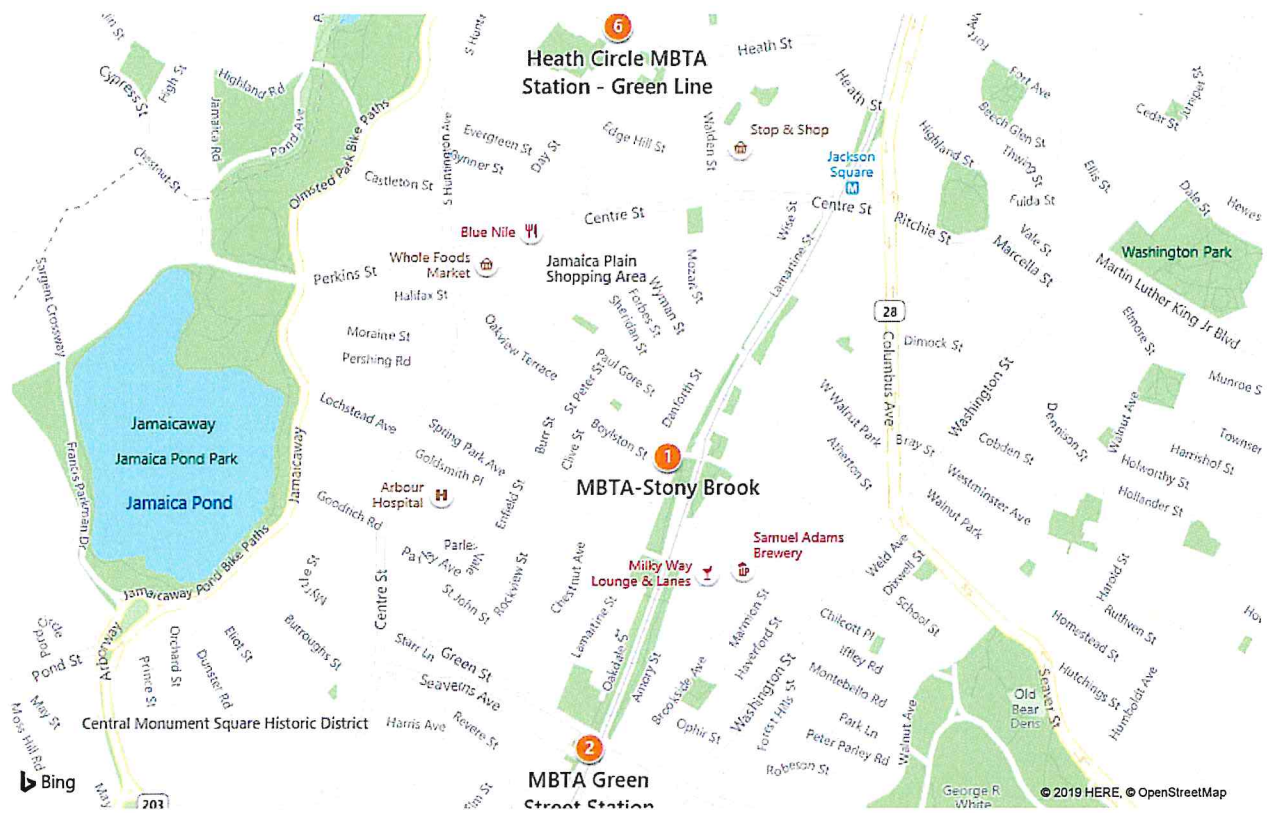 6
Heath Circle MBTA
Station - Green Line
Heath St
Heath St
Fort Ave
Juniper St
Cedar St
Cypress St
High St
Highland Rd
Jamaica Rd
Pond Ave
Olmsted Park Bike Paths
Chestnut St
S Huntington Ave
Evergreen St
Bynner St
Day St
Edge Hill St
Walden St
Stop & Shop
Jackson
Square
M
Beech Glen St
Highland St
Thwing St
Fulda St
Ellis St
Dale St
Hewes
Castleton St
Centre St
Centre St
Wise St
Lamartine St
Ritchie St
Vale St
Marcella St
Washington Park
Martin Luther King Jr Blvd
Blue Nile
Whole Foods
Market
Jamaica Plain
Shopping Area
Mozart St
Wyman St
Forbes St
Sheridan St
Perkins St
Halifax St
Sargent Crossway
Moraine St
Pershing Rd
Oakview Terrace
Paul Gore St
St Peter St
Danforth St
28
Columbus Ave
Dimock St
Elmore St
Munroe S
Washington St
Walnut Ave
Dennison St
Townsen
Harrishof St
Holworthy St
Hollander St
Cobden St
Bray St
Westminster Ave
Walnut Park
W Walnut Park
Atherton St
Lochstead Ave
Spring Park Ave
Goldsmith Pl
Burr St
Clive St
Boylston St
1
MBTA-Stony Brook
Jamaicaway
Jamaica Pond Park
Jamaica Pond
Jamaicaway
Francis Parkman Dr
Arbour
Hospital
H
Goodrich Rd
Enfield St
Parley
Vale
Parley Ave
St John St
Rockview St
Chestnut Ave
Milky Way
Lounge & Lanes
Samuel Adams
Brewery
Weld Ave
Dixwell St
School St
Harold St
Ruthven St
Homestead St
Hutchings St
Humboldt Ave
Seaver St
Jamaicaway Pond Bike Paths
Myrtle St
Centre St
Lamartine St
Oakdale S
Amory St
Marmion St
Haverford St
Chilcott Pl
Iffley Rd
Montebello Rd
Park Ln
Peter Parley Rd
Robeson St
Forest Hills St
Washington St
Brookside Ave
Ophir St
Walnut Ave
Old
Bear
Dens
George R
White
Pond Circle
Pond St
Arborway
Orchard St
Prince St
Dunster Rd
Eliot St
Burroughs St
Starr Ln
Green St
Seaverns Ave
Harris Ave
Revere St
May St
Moss Hill Rd
May
Central Monument Square Historic District
2
MBTA Green
Street Station
203
Bing
© 2019 HERE, © OpenStreetMap